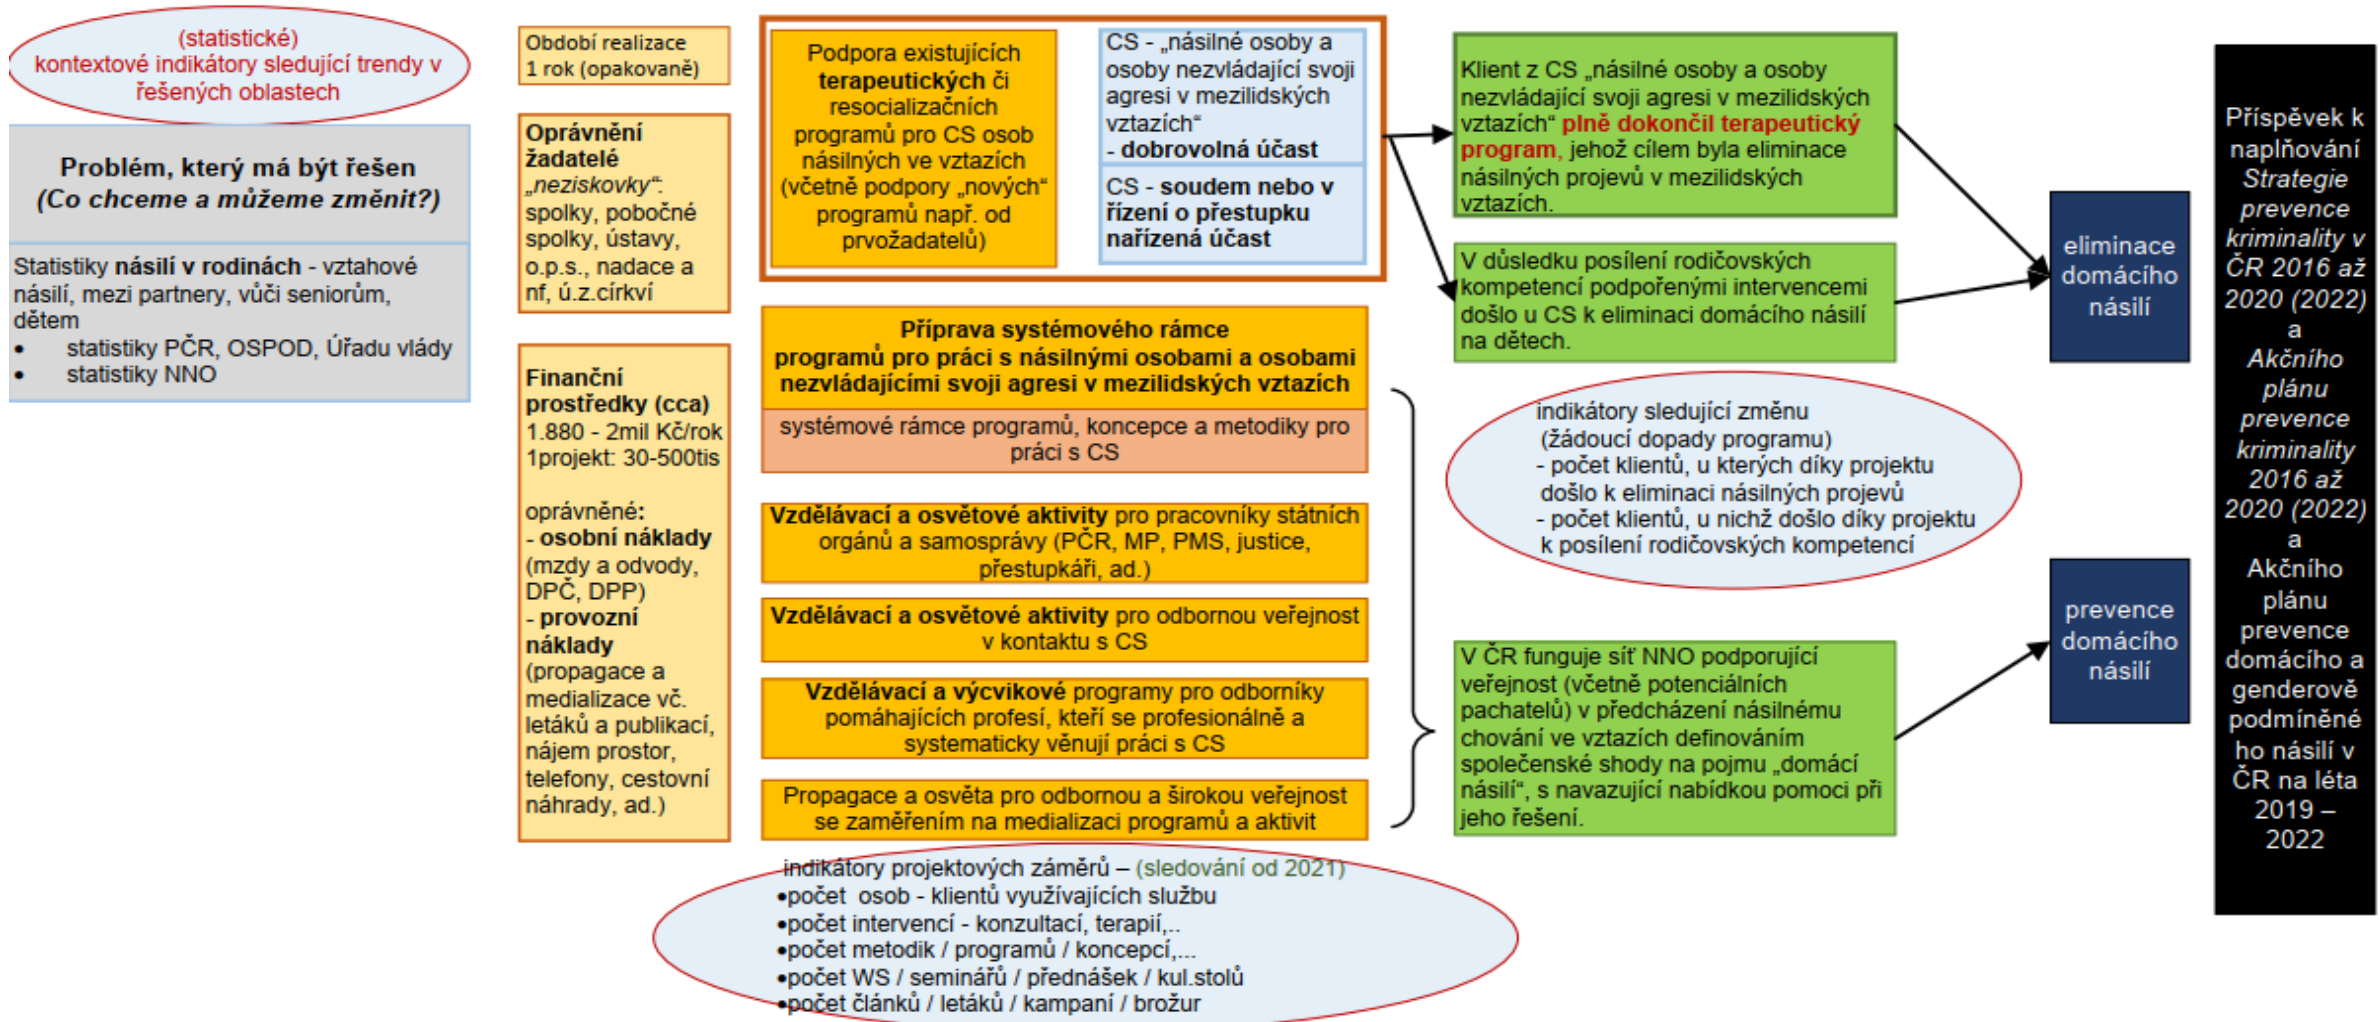 (statistické)
kontextové indikátory sledující trendy v
řešených oblastech
Problém, který má být řešen
(Co chceme a můžeme změnit?)
Statistiky násilí v rodinách - vztahové
násilí, mezi partnery, vůči seniorům,
dětem
• statistiky PČR, OSPOD, Úřadu vlády
• statistiky NNO
Období realizace
1 rok (opakovaně)
Oprávnění
žadatelé
„neziskovky“:
spolky, pobočné
spolky, ústavy,
o.p.s., nadace a
nf, ú.z.církví
Finanční
prostředky (cca)
1.880 - 2mil Kč/rok
1projekt: 30-500tis
oprávněné:
- osobní náklady
(mzdy a odvody,
DPČ, DPP)
- provozní
náklady
(propagace a
medializace vč.
letáků a publikací,
nájem prostor,
telefony, cestovní
náhrady, ad.)
Podpora existujících
terapeutických či
resocializačních
programů pro CS osob
násilných ve vztazích
(včetně podpory „nových“
programů např. od
prvožadatelů)
CS - „násilné osoby a
osoby nezvládající svoji
agresi v mezilidských
vztazích“
- dobrovolná účast
CS - soudem nebo v
řízení o přestupku
nařízená účast
Příprava systémového rámce
programů pro práci s násilnými osobami a osobami
nezvládajícími svoji agresi v mezilidských vztazích
systémové rámce programů, koncepce a metodiky pro
práci s CS
Vzdělávací a osvětové aktivity pro pracovníky státních
orgánů a samosprávy (PČR, MP, PMS, justice,
přestupkáři, ad.)
Vzdělávací a osvětové aktivity pro odbornou veřejnost
v kontaktu s CS
Vzdělávací a výcvikové programy pro odborníky
pomáhajících profesí, kteří se profesionálně a
systematicky věnují práci s CS
Propagace a osvěta pro odbornou a širokou veřejnost
se zaměřením na medializaci programů a aktivit
indikátory projektových záměrů – (sledování od 2021)
•počet  osob - klientů využívajících službu
•počet intervencí - konzultací, terapií,..
•počet metodik / programů / koncepcí,...
•počet WS / seminářů / přednášek / kul.stolů
•počet článků / letáků / kampaní / brožur
Klient z CS „násilné osoby a osoby
nezvládající svoji agresi v mezilidských
vztazích“ plně dokončil terapeutický
program, jehož cílem byla eliminace
násilných projevů v mezilidských
vztazích.
V důsledku posílení rodičovských
kompetencí podpořenými intervencemi
došlo u CS k eliminaci domácího násilí
na dětech.
indikátory sledující změnu
(žádoucí dopady programu)
- počet klientů, u kterých díky projektu
došlo k eliminaci násilných projevů
- počet klientů, u nichž došlo díky projektu
k posílení rodičovských kompetencí
V ČR funguje síť NNO podporující
veřejnost (včetně potenciálních
pachatelů) v předcházení násilnému
chování ve vztazích definováním
společenské shody na pojmu „domácí
násilí“, s navazující nabídkou pomoci při
jeho řešení.
eliminace
domácího
násilí
prevence
domácího
násilí
Příspěvek k
naplňování
Strategie
prevence
kriminality v
ČR 2016 až
2020 (2022)
a
Akčního
plánu
prevence
kriminality
2016 až
2020 (2022)
a
Akčního
plánu
prevence
domácího a
genderově
podmíněné
ho násilí v
ČR na léta
2019 –
2022